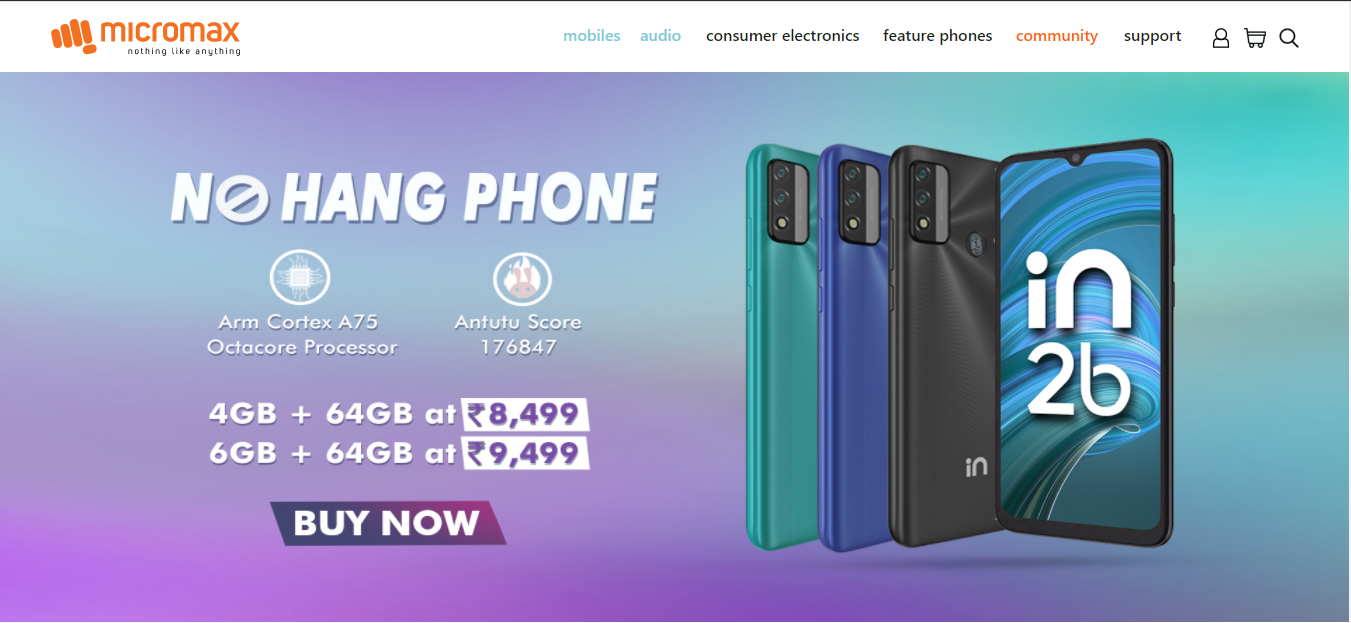 micromax
nothing like anything
mobiles audio consumer electronics feature phones community support
NO HANG PHONE
Arm Cortex A75
Octacore Processor
Antutu Score
176847
4GB + 64GB at ₹8,499
6GB + 64GB at ₹9,499
BUY NOW
in
in
2b